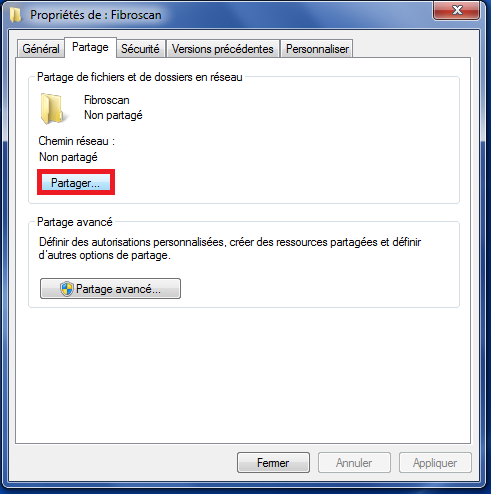 Propriétés de : Fibroscan
Général
Partage
Sécurité
Versions précédentes
Personnaliser
Partage de fichiers et de dossiers en réseau
Fibroscan
Non partagé
Chemin réseau :
Non partagé
Partager...
Partage avancé
Définir des autorisations personnalisées, créer des ressources partagées et définir
d'autres options de partage.
Partage avancé...
Fermer
Annuler
Appliquer